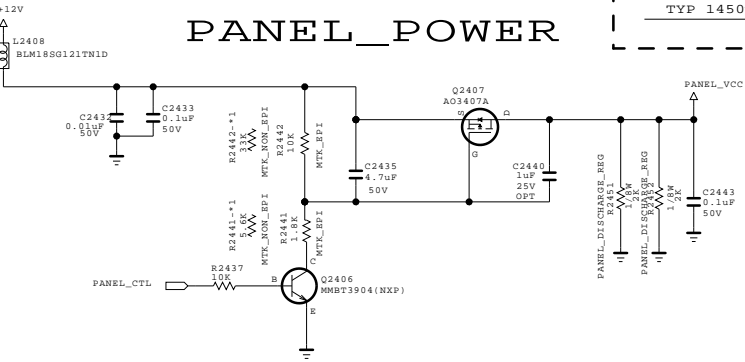 +12V
TYP 1450
PANEL_POWER
L2408
BLM18SG121TN1D
C2432
0.01uF
50V
C2433
0.1uF
50V
R2442-*1
33K
MTK_NON_EPI
R2442
10K
MTK_EPI
Q2407
AO3407A
S
D
G
PANEL_VCC
C2435
4.7uF
50V
C2440
1uF
25V
OPT
PANEL_DISCHARGE_REG
R2451
1/8W
2K
PANEL_DISCHARGE_REG
R2452
1/8W
2K
C2443
0.1uF
50V
R2441-*1
5.6K
MTK_NON_EPI
R2441
1.8K
MTK_EPI
PANEL_CTL
R2437
10K
B
C
E
Q2406
MMBT3904(NXP)